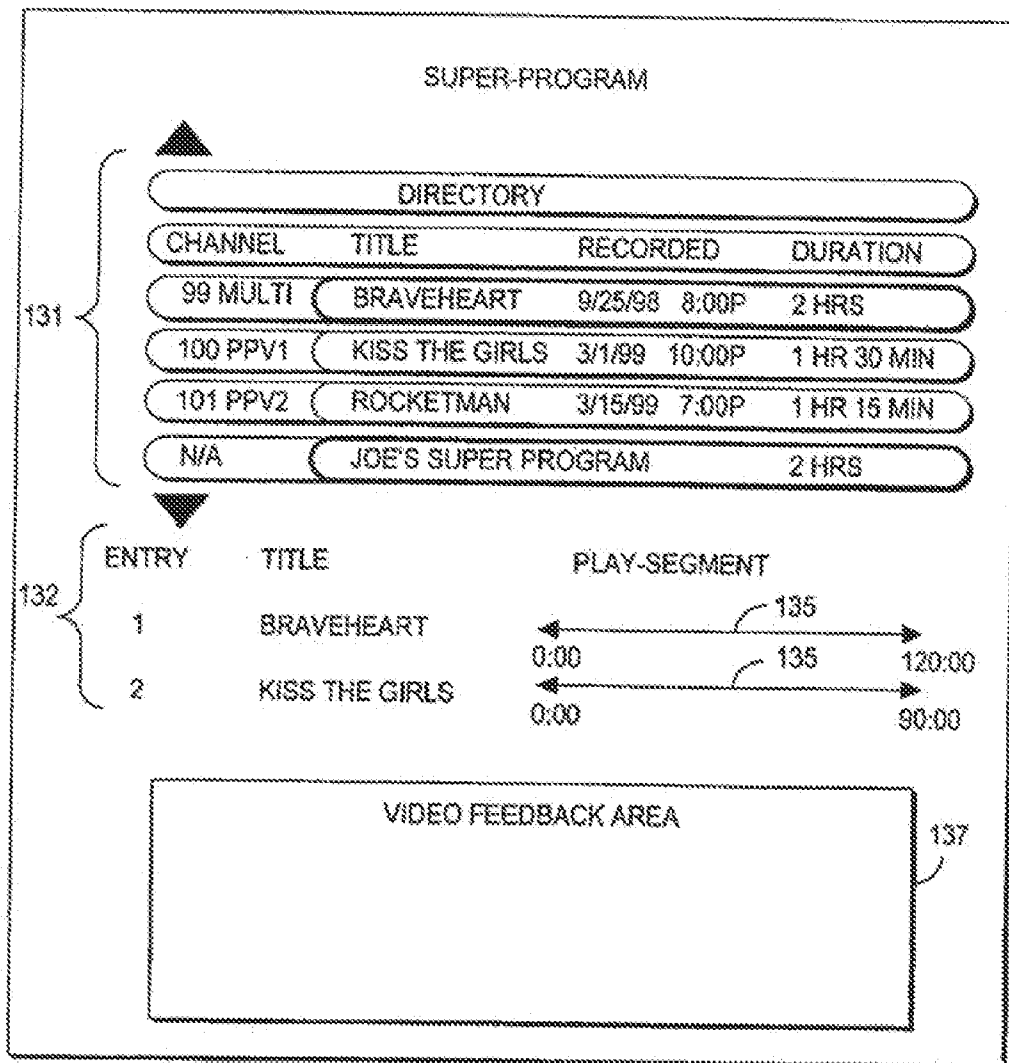 SUPER-PROGRAM
DIRECTORY
CHANNEL TITLE RECORDED DURATION
99 MULTI BRAVEHEART 9/25/98 8:00P 2 HRS
131
100 PPV1 KISS THE GIRLS 3/1/99 10:00P 1 HR 30 MIN
101 PPV2 ROCKETMAN 3/15/99 7:00P 1 HR 15 MIN
N/A JOE'S SUPER PROGRAM 2 HRS
ENTRY TITLE PLAY-SEGMENT
132
135
1 BRAVEHEART
0:00 135 120:00
2 KISS THE GIRLS
0:00 90:00
VIDEO FEEDBACK AREA
137